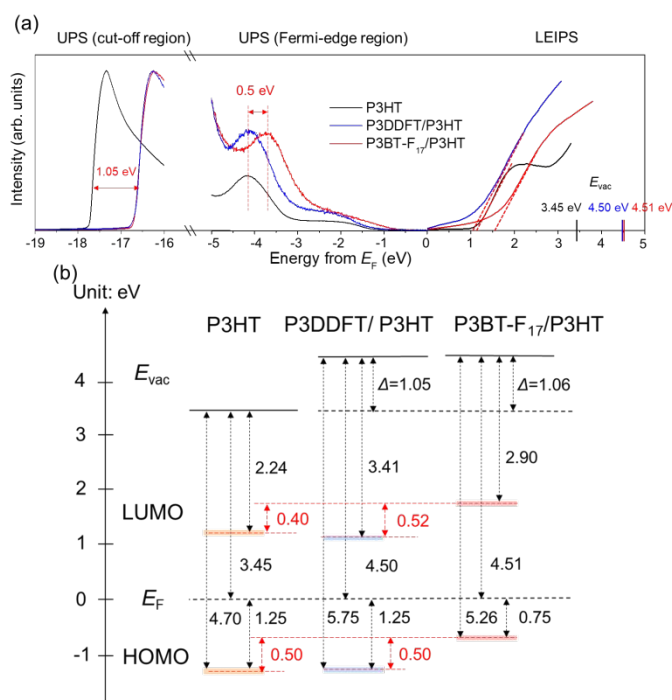 (a)
UPS (cut-off region) UPS (Fermi-edge region) LEIPS
Intensity (arb. units)
0.5 eV
P3HT
P3DDFT/P3HT
P3BT-F₁₇/P3HT
1.05 eV
E_vac
3.45 eV 4.50 eV 4.51 eV
-19 -18 -17 -16 -5 -4 -3 -2 -1 0 1 2 3 4 5
Energy from E_F (eV)
(b)
Unit: eV
P3HT P3DDFT/ P3HT P3BT-F₁₇/P3HT
E_vac
Δ=1.05 Δ=1.06
4
3
2.24 3.41 2.90
2
LUMO
0.40 0.52
1
3.45 4.50 4.51
E_F
0
4.70 1.25 5.75 1.25 5.26 0.75
0.50 0.50
-1
HOMO